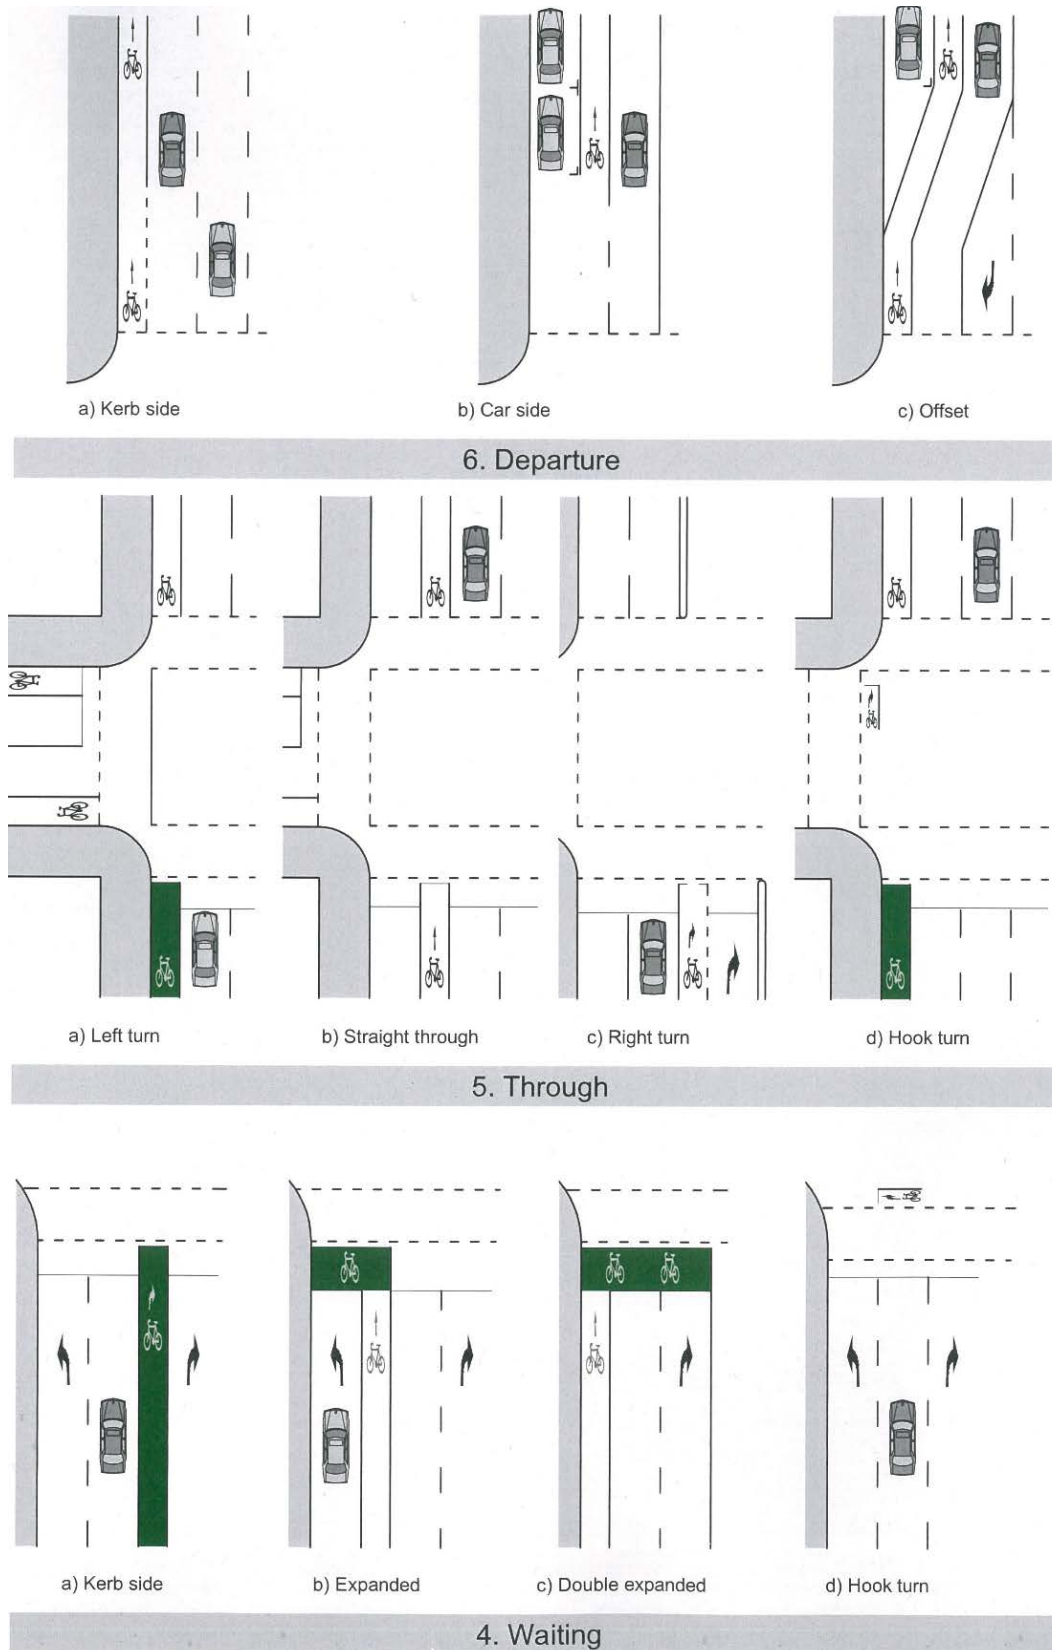 a) Kerb side
b) Car side
c) Offset
6. Departure
a) Left turn
b) Straight through
c) Right turn
d) Hook turn
5. Through
a) Kerb side
b) Expanded
c) Double expanded
d) Hook turn
4. Waiting